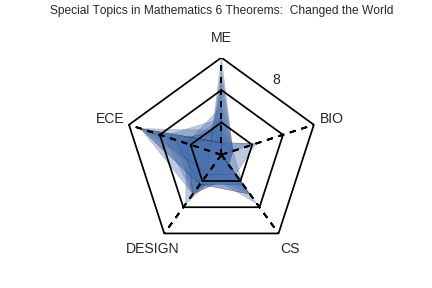 Special Topics in Mathematics 6 Theorems:  Changed the World
ME
8
ECE
BIO
DESIGN
CS